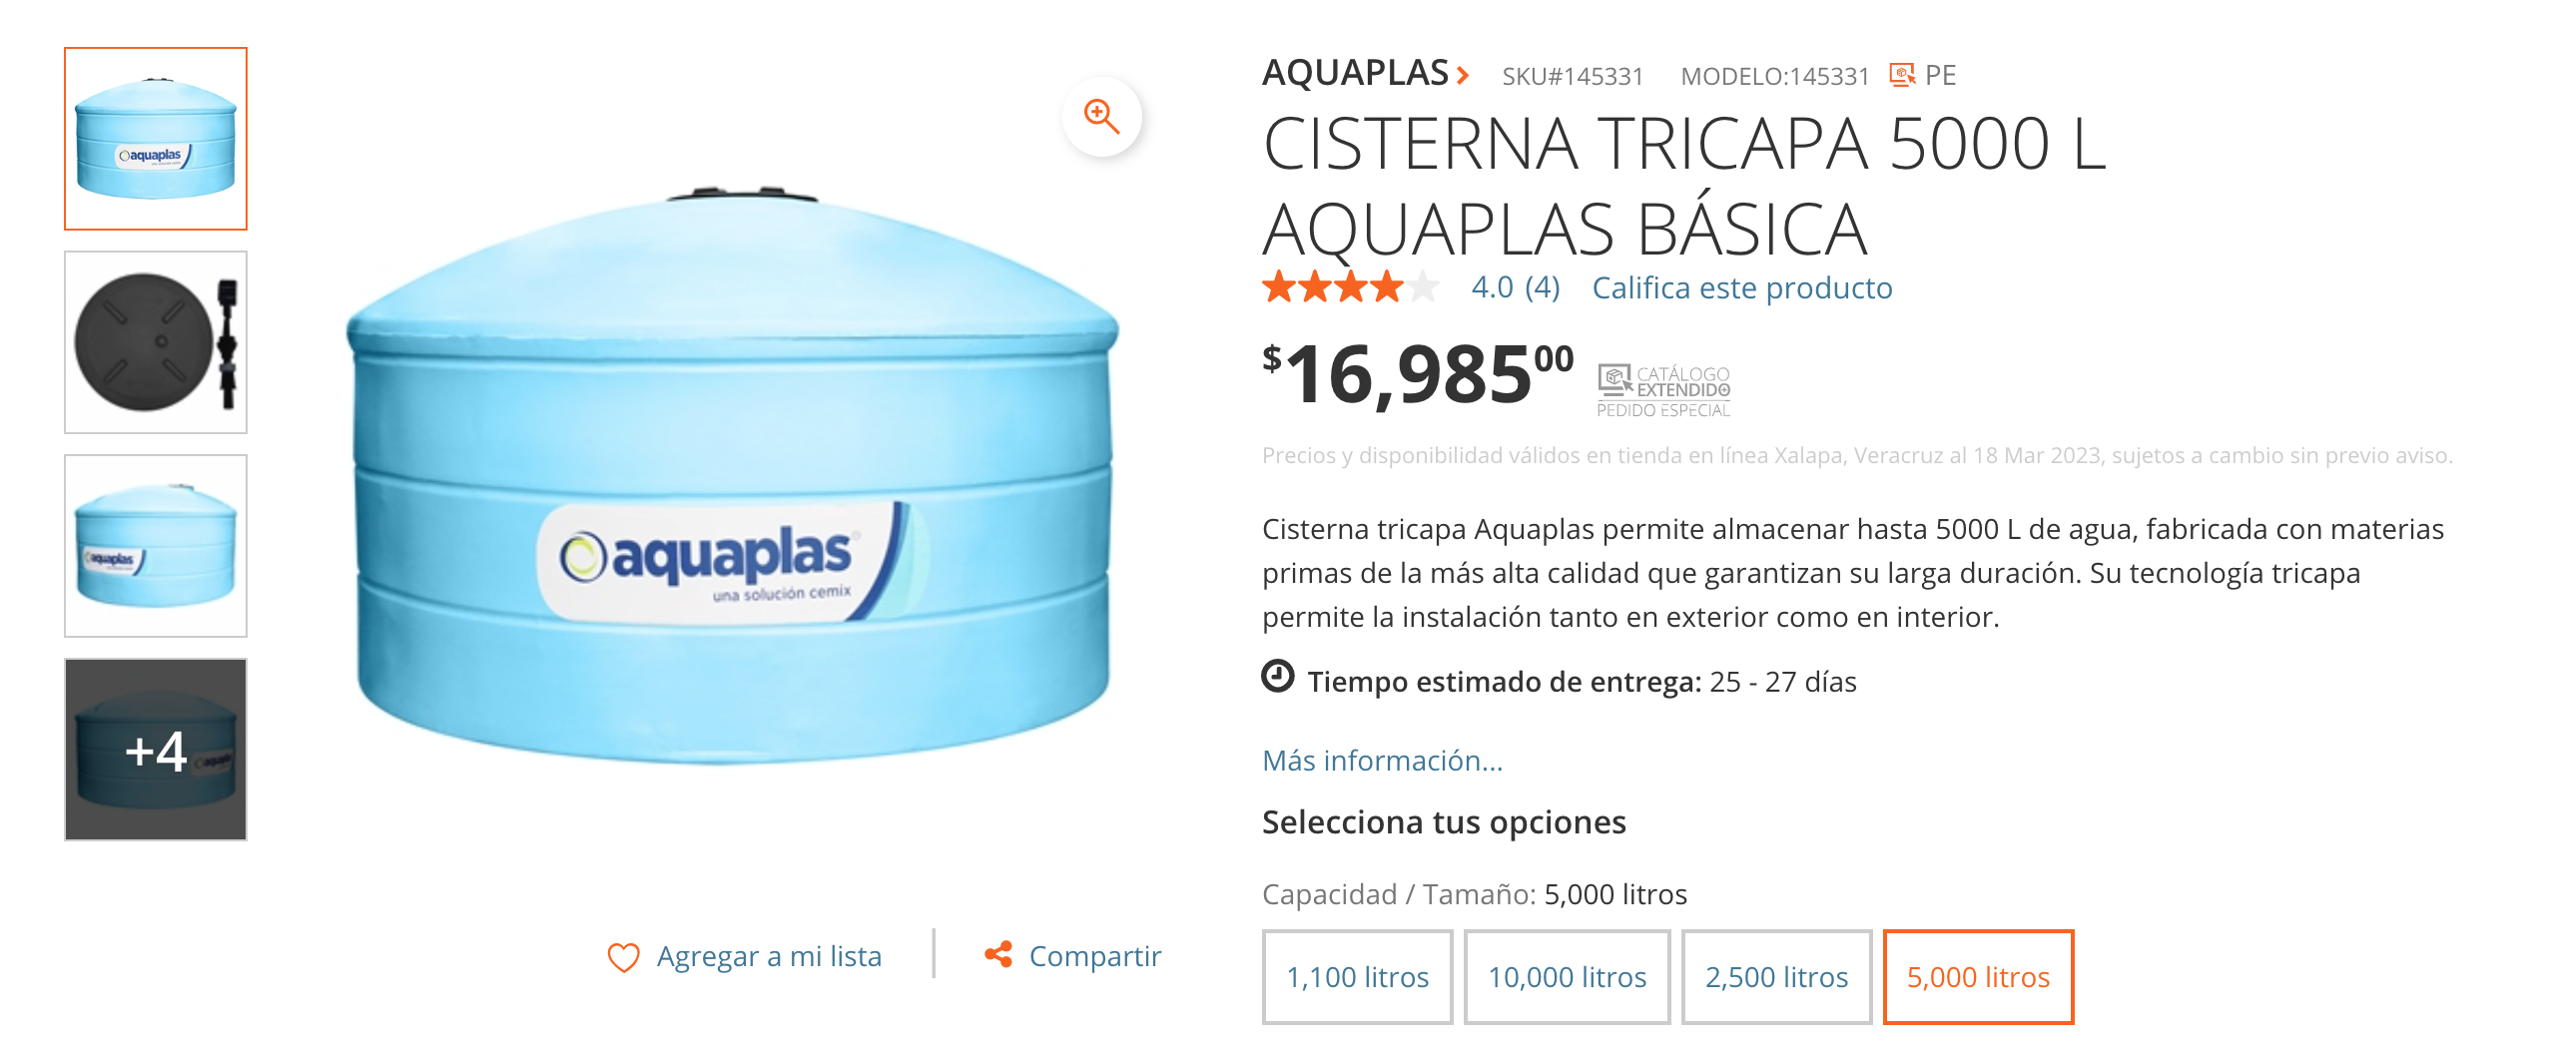 AQUAPLAS SKU#145331 MODELO:145331 PE
CISTERNA TRICAPA 5000 L
AQUAPLAS BÁSICA
4.0 (4) Califica este producto
$16,98500
CATÁLOGO
EXTENDIDO
PEDIDO ESPECIAL
Precios y disponibilidad válidos en tienda en línea Xalapa, Veracruz al 18 Mar 2023, sujetos a cambio sin previo aviso.
Cisterna tricapa Aquaplas permite almacenar hasta 5000 L de agua, fabricada con materias
primas de la más alta calidad que garantizan su larga duración. Su tecnología tricapa
permite la instalación tanto en exterior como en interior.
Tiempo estimado de entrega: 25 - 27 días
Más información...
Selecciona tus opciones
Capacidad / Tamaño: 5,000 litros
1,100 litros 10,000 litros 2,500 litros 5,000 litros
aquaplas
aquaplas
+4
aquaplas®
una solución cemix
Agregar a mi lista Compartir